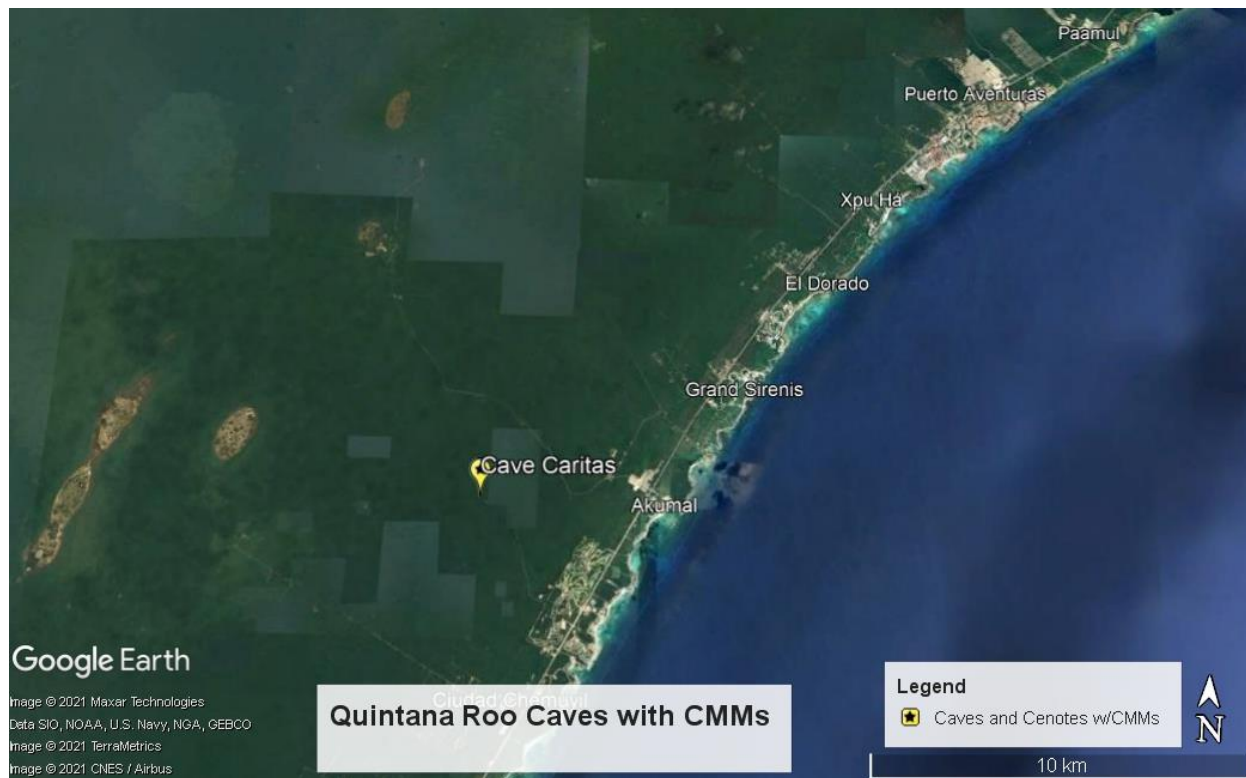 Paamul
Puerto Aventuras
Xpu Há
El Dorado
Grand Sirenis
Cave Caritas
Akumal
Ciudad Chemuyil
Google Earth
Image © 2021 Maxar Technologies
Data SIO, NOAA, U.S. Navy, NGA, GEBCO
Image © 2021 TerraMetrics
Image © 2021 CNES / Airbus
Quintana Roo Caves with CMMs
Legend
Caves and Cenotes w/CMMs
N
10 km